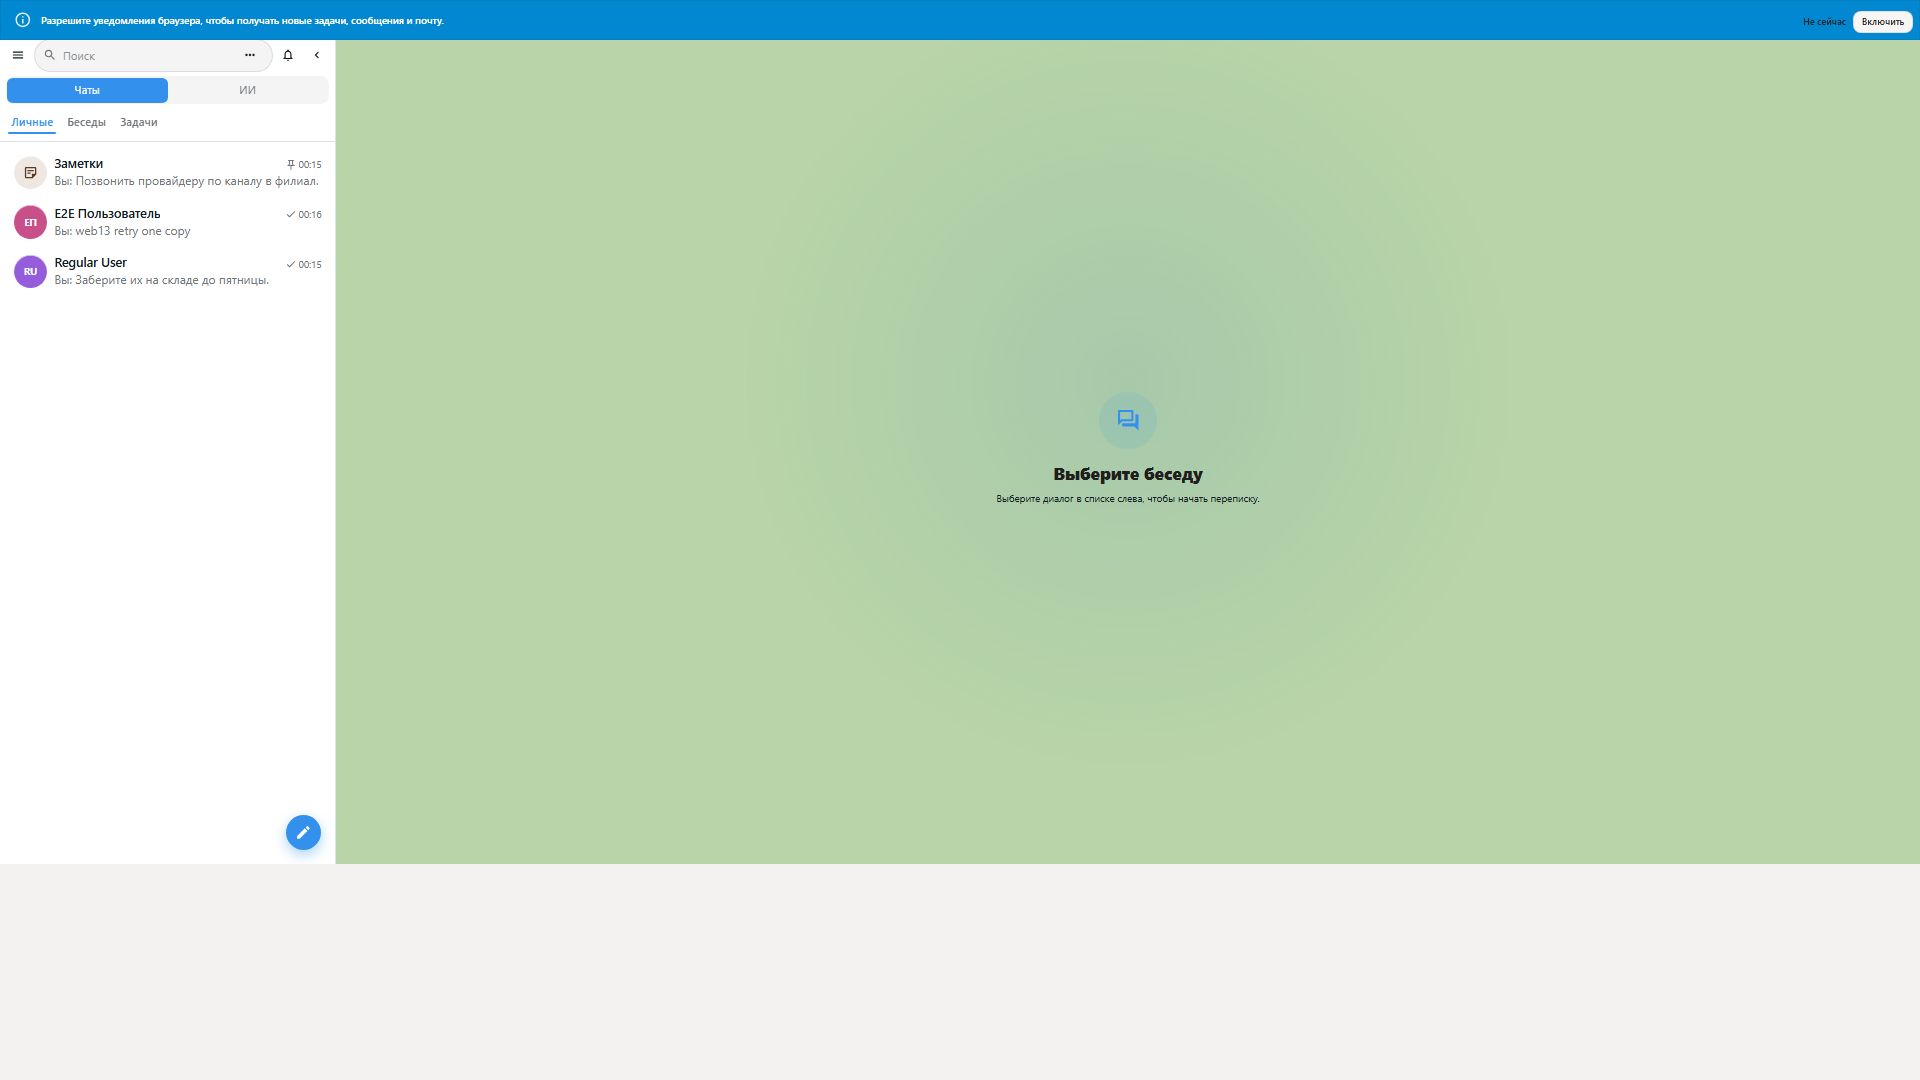 Разрешите уведомления браузера, чтобы получать новые задачи, сообщения и почту.
Не сейчас
Включить
Поиск
Чаты
ИИ
Личные
Беседы
Задачи
Заметки
00:15
Вы: Позвонить провайдеру по каналу в филиал.
ЕП
E2E Пользователь
00:16
Вы: web13 retry one copy
RU
Regular User
00:15
Вы: Заберите их на складе до пятницы.
Выберите беседу
Выберите диалог в списке слева, чтобы начать переписку.